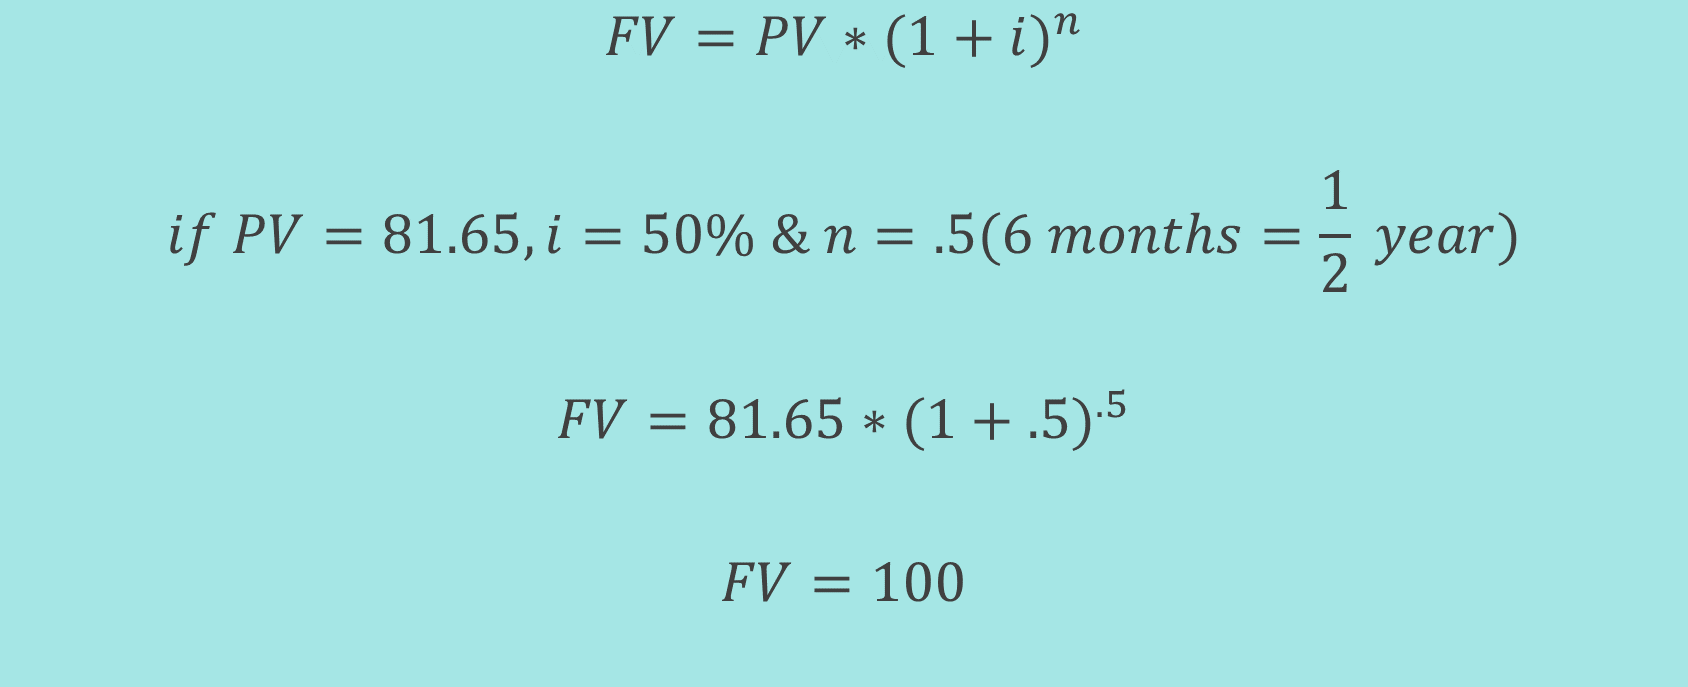 FV = PV ∗ (1 + i)ⁿ
if PV = 81.65, i = 50% & n = .5(6 months = 1/2 year)
FV = 81.65 ∗ (1 + .5)^.5
FV = 100